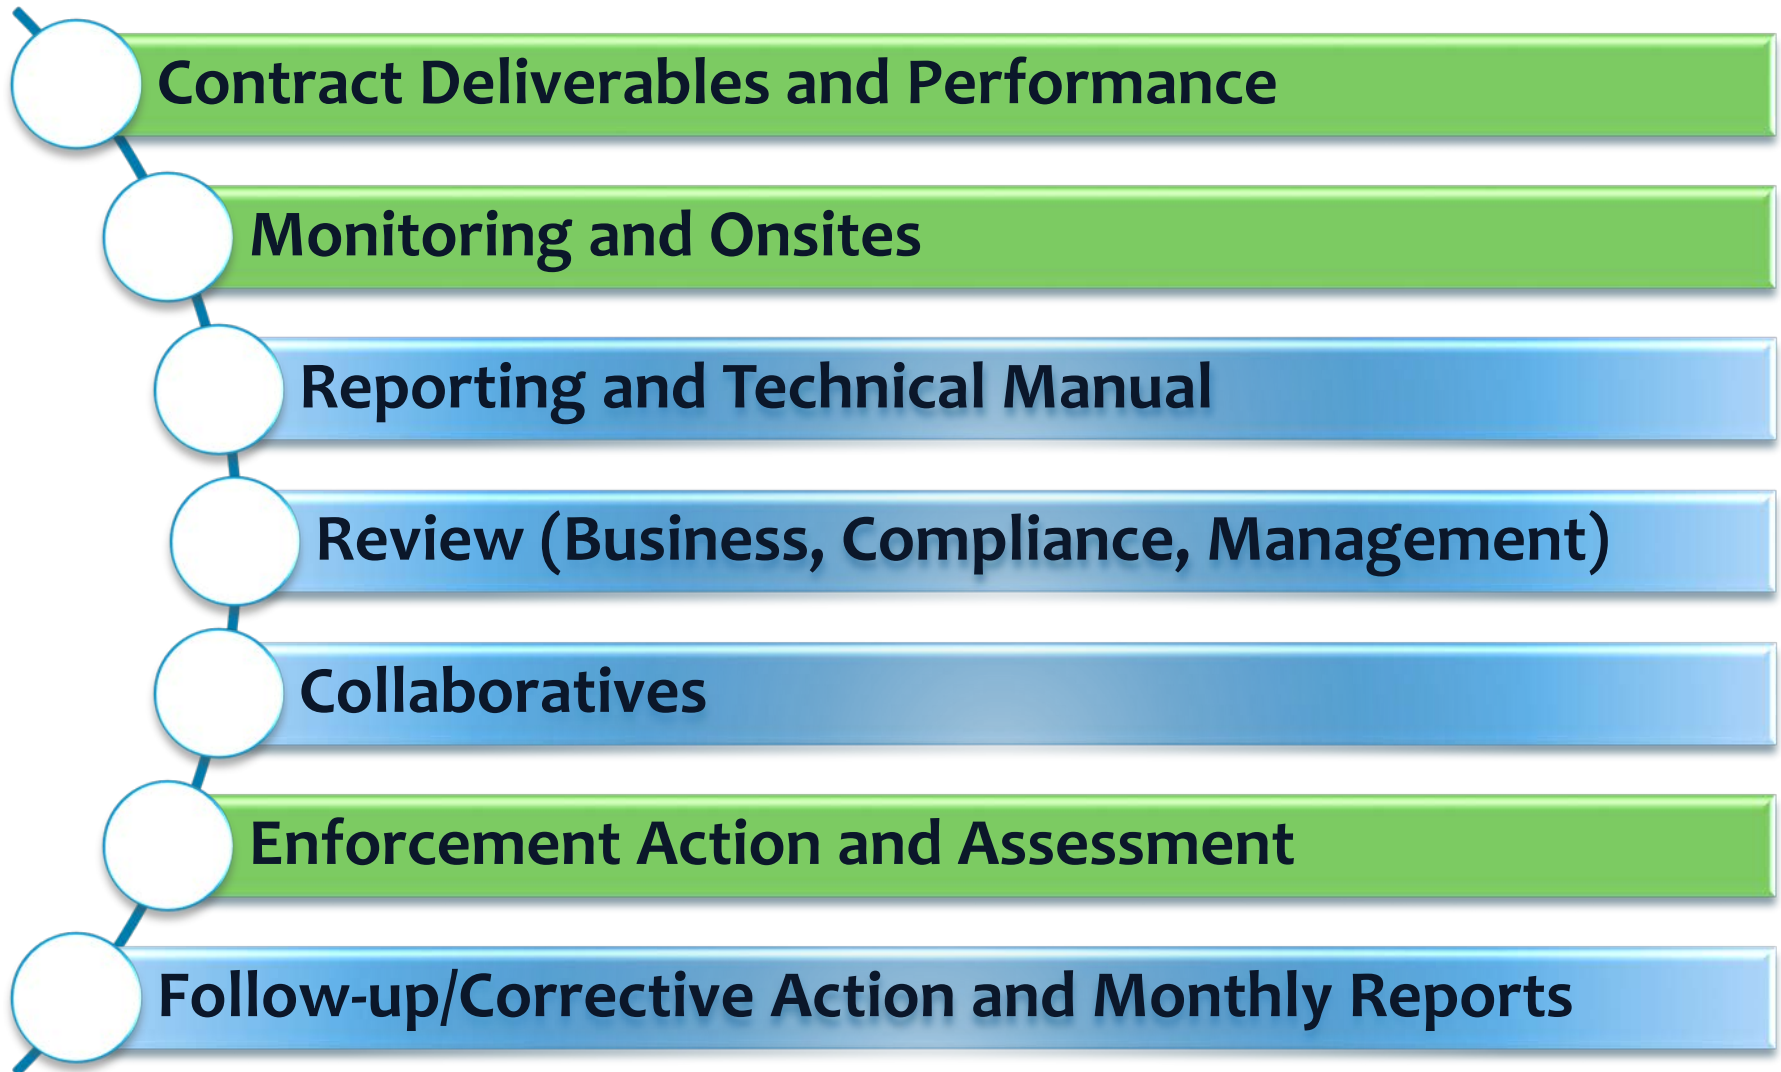 Contract Deliverables and Performance
Monitoring and Onsites
Reporting and Technical Manual
Review (Business, Compliance, Management)
Collaboratives
Enforcement Action and Assessment
Follow-up/Corrective Action and Monthly Reports